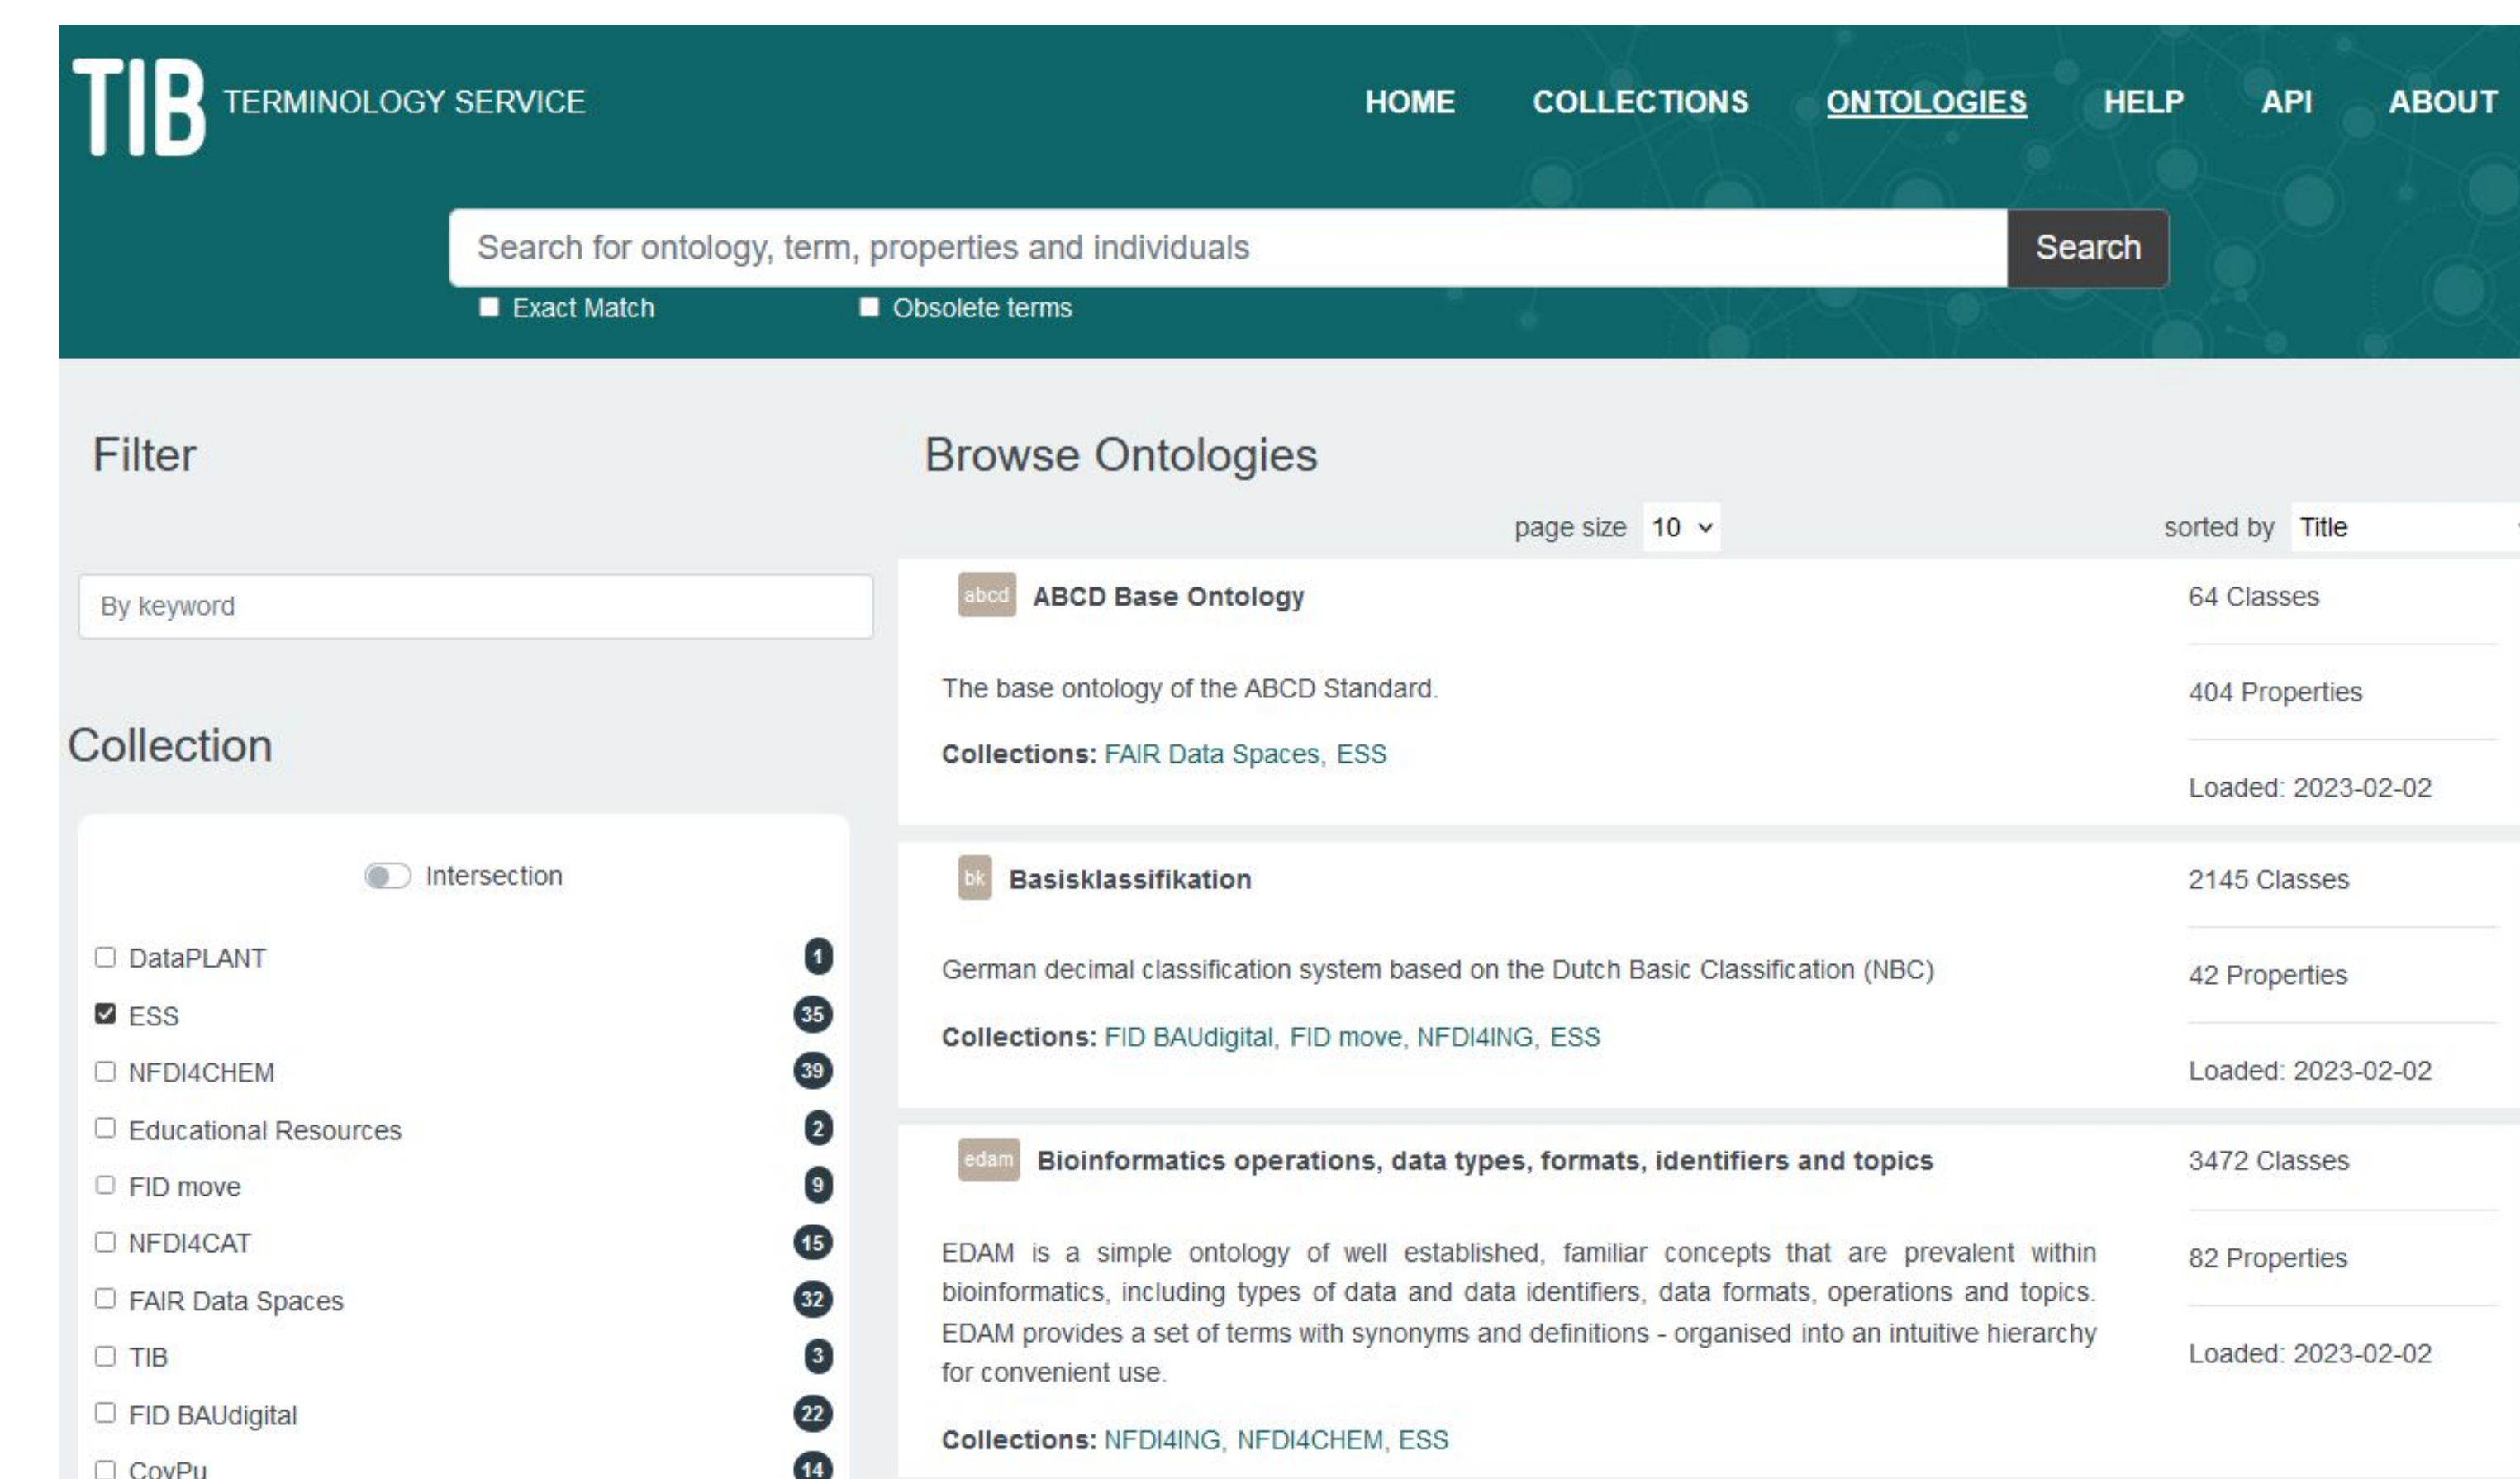 TIB TERMINOLOGY SERVICE
HOME COLLECTIONS ONTOLOGIES HELP API ABOUT
Search for ontology, term, properties and individuals Search
Exact Match Obsolete terms
Filter
By keyword
Collection
Intersection
DataPLANT 1
ESS 35
NFDI4CHEM 39
Educational Resources 2
FID move 9
NFDI4CAT 15
FAIR Data Spaces 32
TIB 3
FID BAUdigital 22
CoyPu 14
Browse Ontologies
page size 10 sorted by Title
abcd ABCD Base Ontology
The base ontology of the ABCD Standard.
Collections: FAIR Data Spaces, ESS
64 Classes
404 Properties
Loaded: 2023-02-02
bk Basisklassifikation
German decimal classification system based on the Dutch Basic Classification (NBC)
Collections: FID BAUdigital, FID move, NFDI4ING, ESS
2145 Classes
42 Properties
Loaded: 2023-02-02
edam Bioinformatics operations, data types, formats, identifiers and topics
EDAM is a simple ontology of well established, familiar concepts that are prevalent within
bioinformatics, including types of data and data identifiers, data formats, operations and topics.
EDAM provides a set of terms with synonyms and definitions - organised into an intuitive hierarchy
for convenient use.
Collections: NFDI4ING, NFDI4CHEM, ESS
3472 Classes
82 Properties
Loaded: 2023-02-02